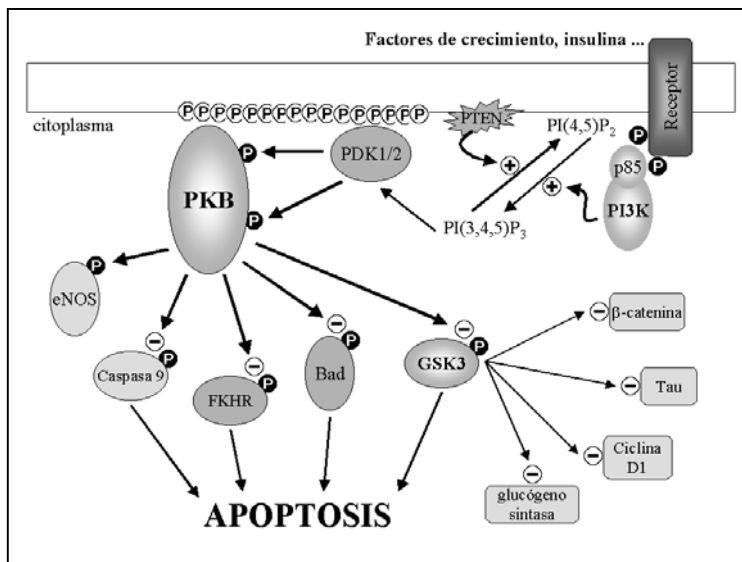 Factores de crecimiento, insulina ...
Receptor
citoplasma
P P P P P P P P P P P P P P P P P
PTEN
PI(4,5)P2
P
p85
P
PI3K
PDK1/2
P
PKB
P
+
+
PI(3,4,5)P3
P
eNOS
−
P
Caspasa 9
−
P
FKHR
−
P
Bad
−
P
GSK3
−
β-catenina
−
Tau
−
Ciclina
D1
−
glucógeno
sintasa
APOPTOSIS